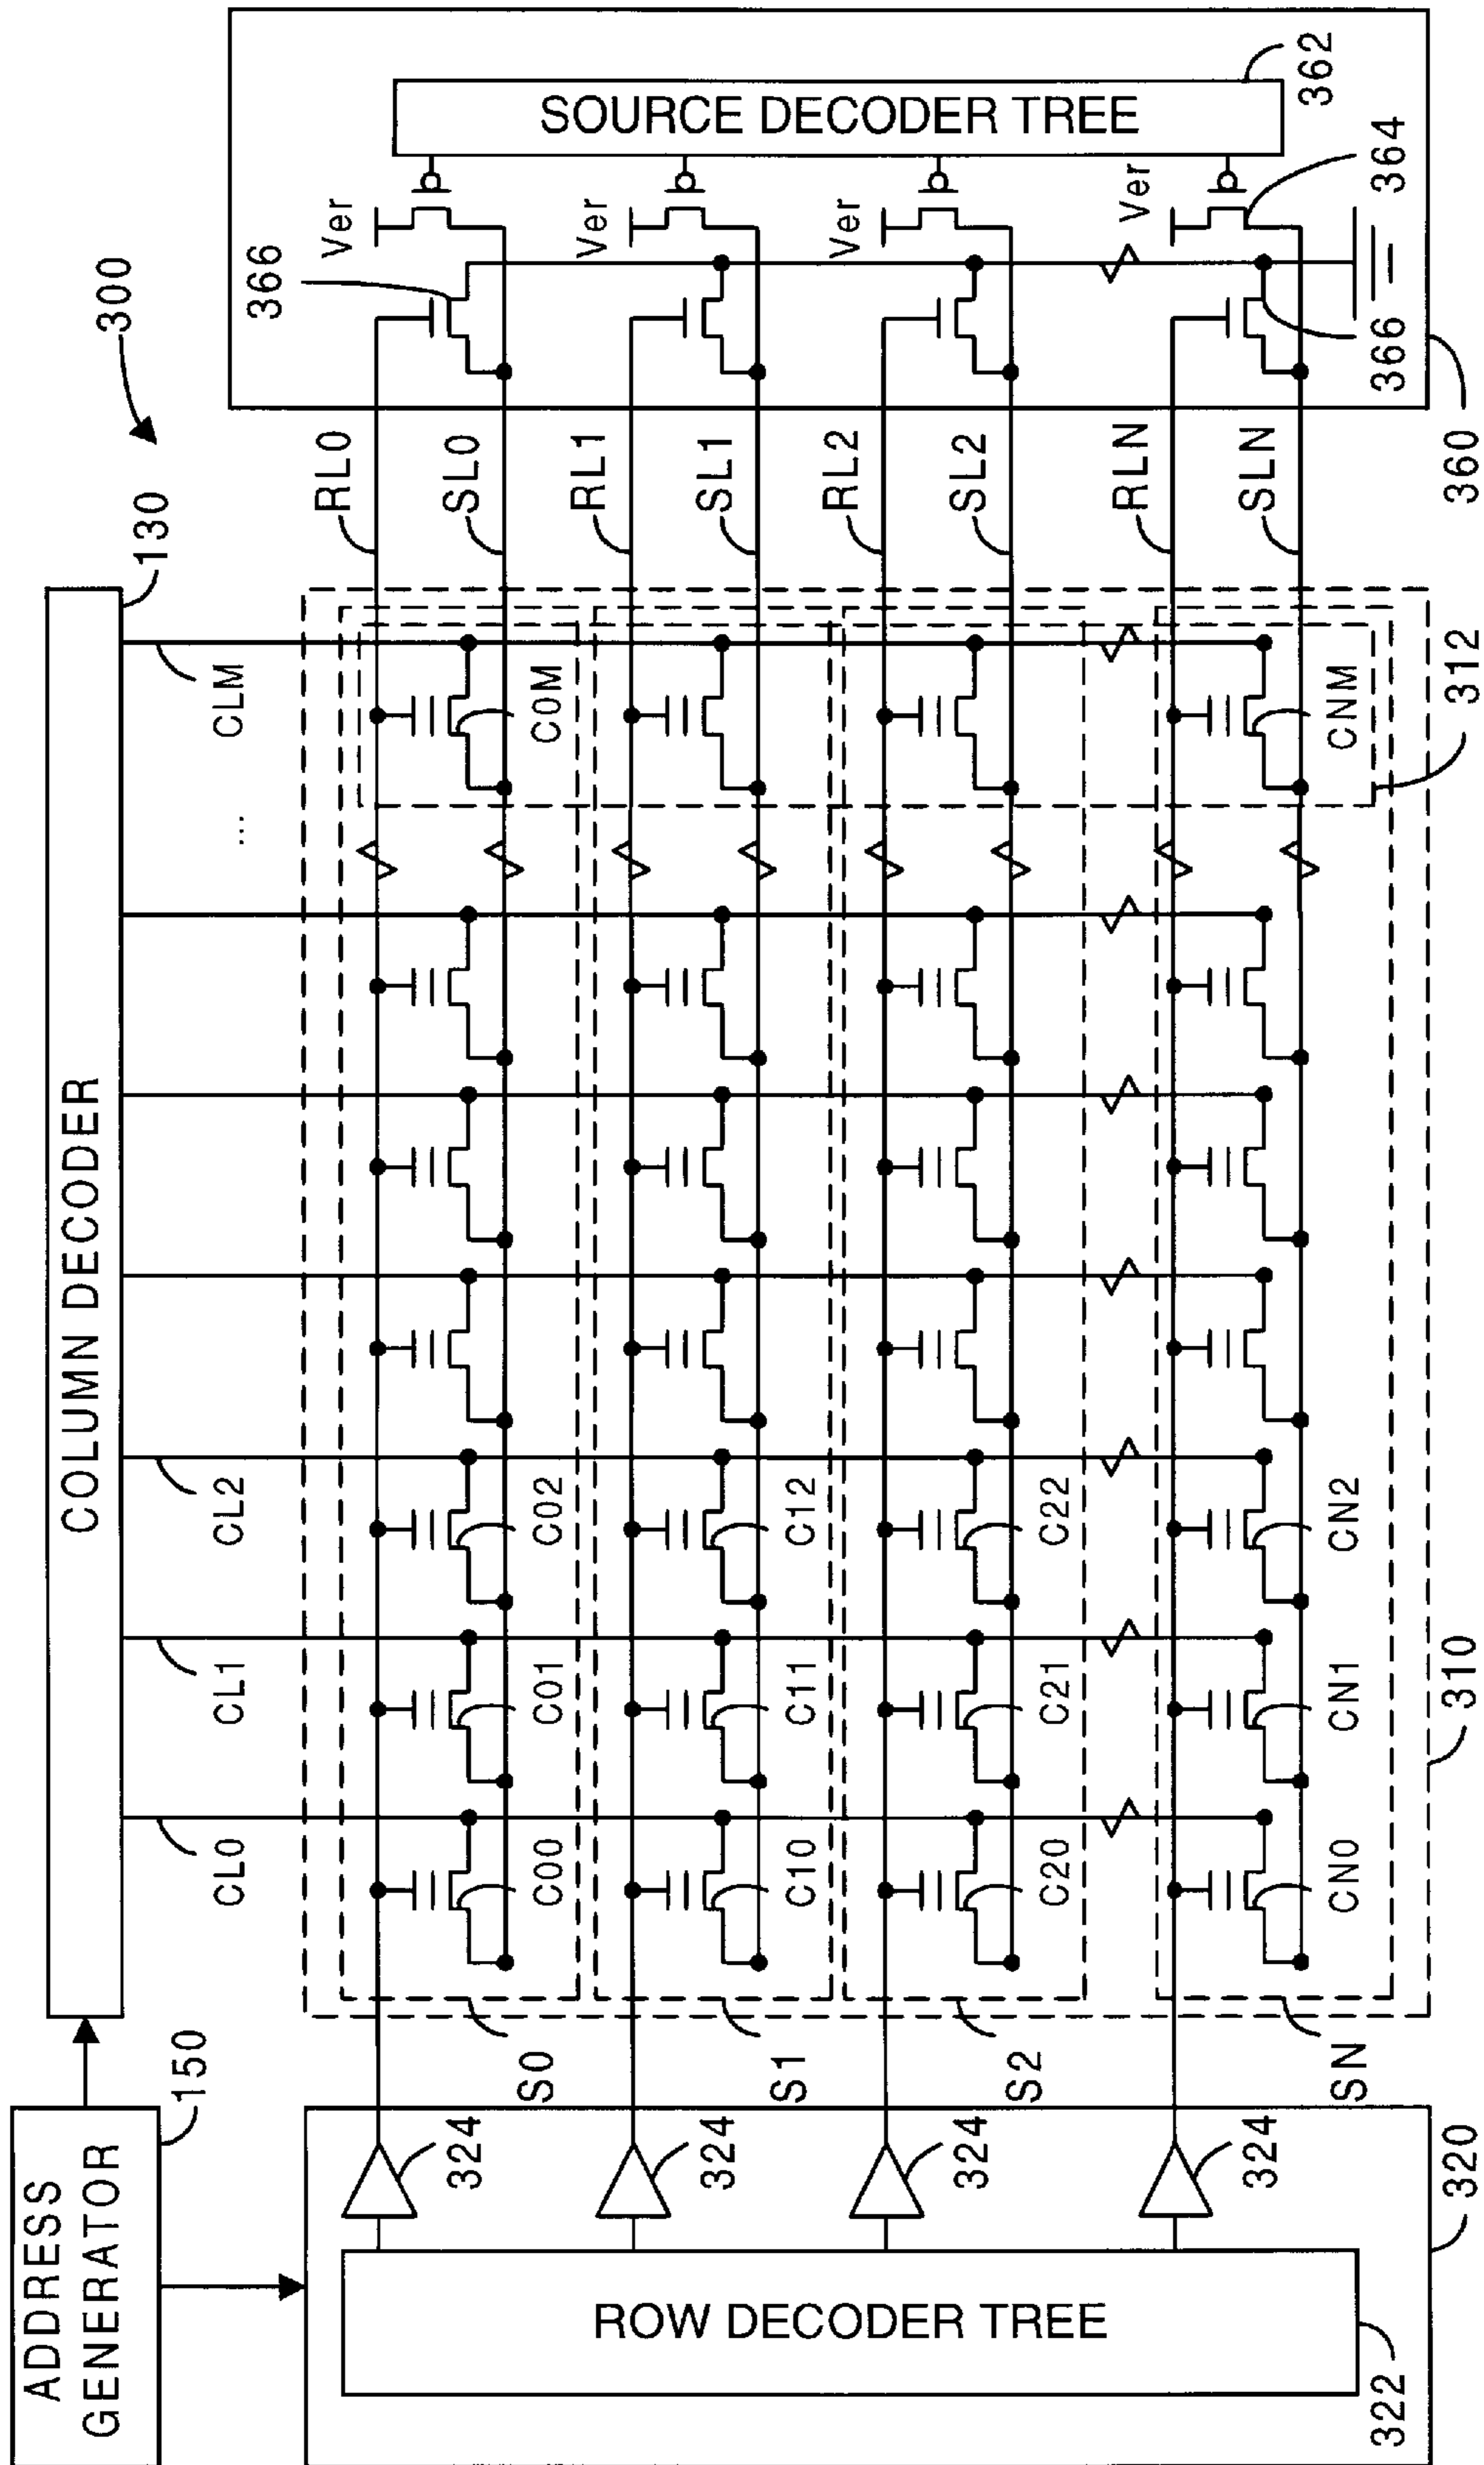 ADDRESS
GENERATOR
150
COLUMN DECODER
130
300
CL0
CL1
CL2
...
CLM
RL0
SL0
RL1
SL1
RL2
SL2
RLN
SLN
C00
C01
C02
C0M
C10
C11
C12
C20
C21
C22
CN0
CN1
CN2
CNM
S0
S1
S2
SN
324
324
324
324
ROW DECODER TREE
322
320
310
312
366
Ver
Ver
Ver
Ver
SOURCE DECODER TREE
362
364
366
360